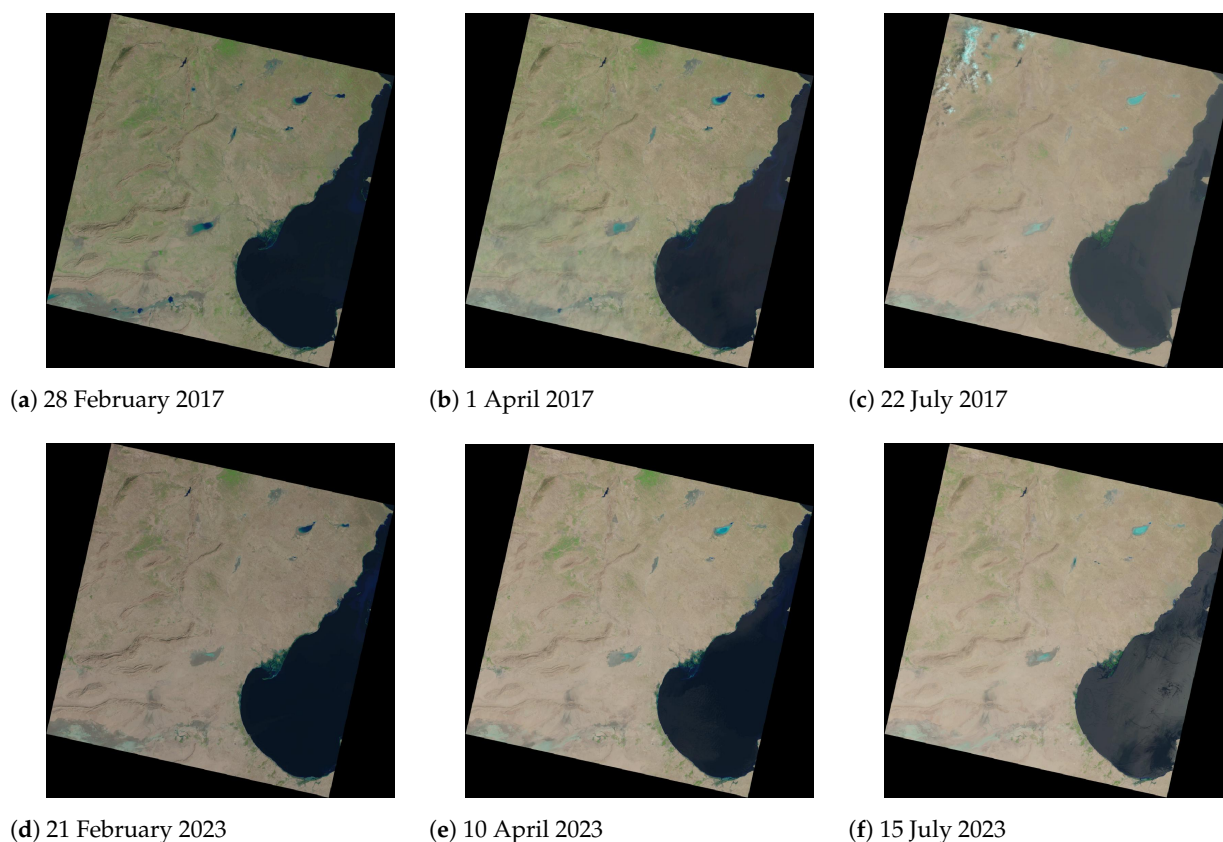 (a) 28 February 2017
(b) 1 April 2017
(c) 22 July 2017
(d) 21 February 2023
(e) 10 April 2023
(f) 15 July 2023